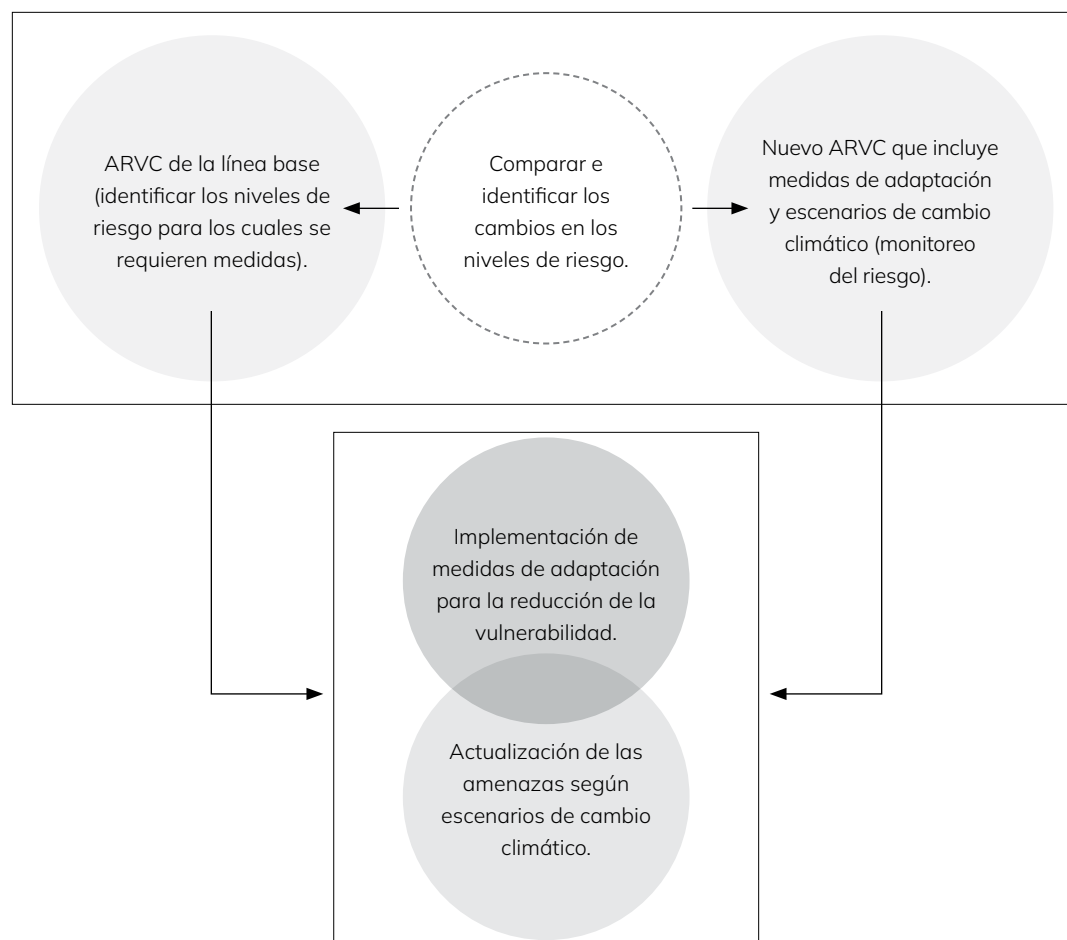 ARVC de la línea base
(identificar los niveles de
riesgo para los cuales se
requieren medidas).
Comparar e
identificar los
cambios en los
niveles de riesgo.
Nuevo ARVC que incluye
medidas de adaptación
y escenarios de cambio
climático (monitoreo
del riesgo).
Implementación de
medidas de adaptación
para la reducción de la
vulnerabilidad.
Actualización de las
amenazas según
escenarios de cambio
climático.